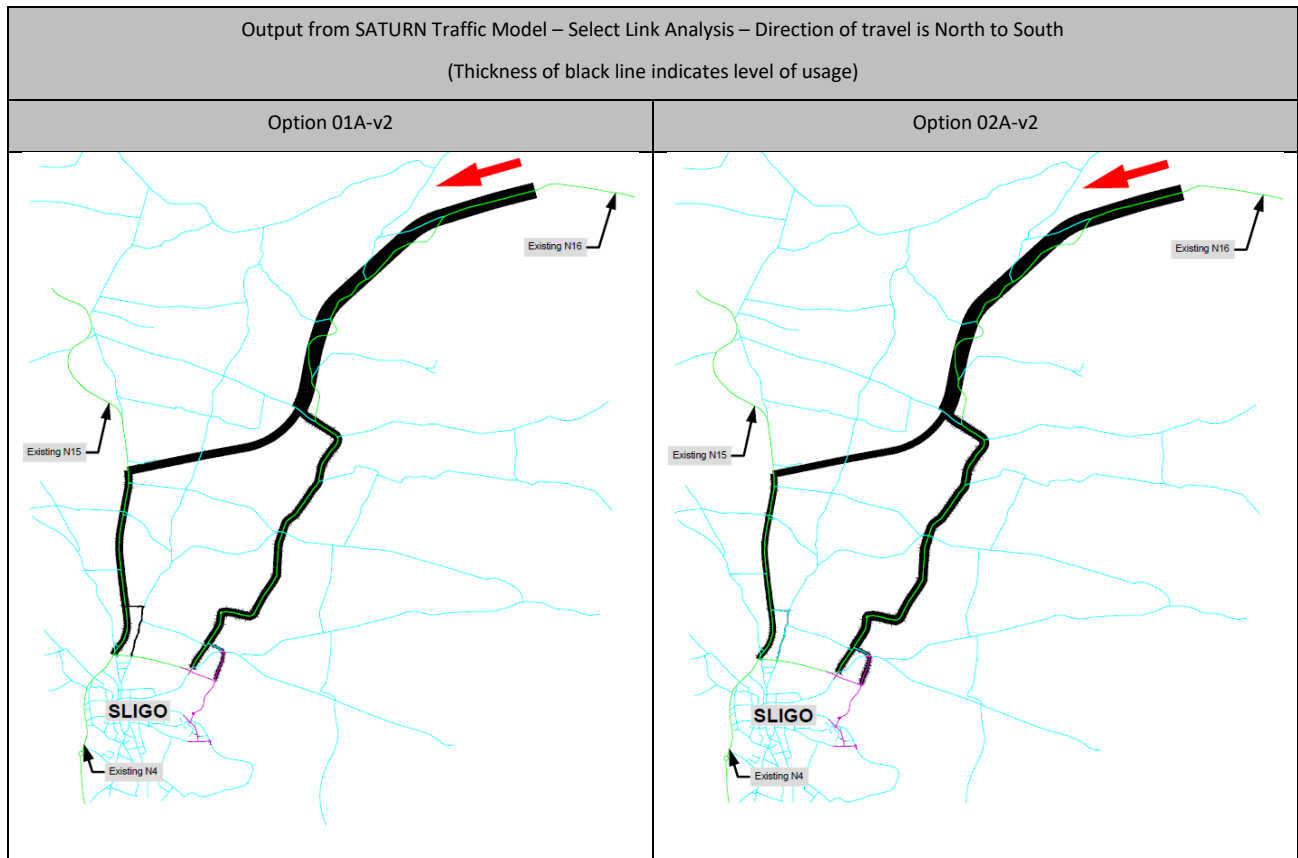 Output from SATURN Traffic Model – Select Link Analysis – Direction of travel is North to South
(Thickness of black line indicates level of usage)
Option 01A-v2
Option 02A-v2
Existing N16
Existing N15
SLIGO
Existing N4
Existing N16
Existing N15
SLIGO
Existing N4